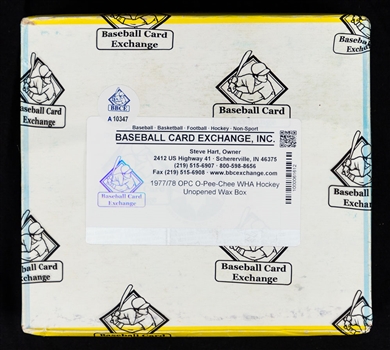 Baseball Card
Exchange
BBCE
Baseball Card
Exchange
Baseball Card
Exchange
A 10347
Baseball · Basketball · Football · Hockey · Non-Sport
BASEBALL CARD EXCHANGE, INC.
Steve Hart, Owner
2412 US Highway 41 · Schererville, IN 46375
(219) 515-6907 · 800-598-8656
Fax (219) 515-6908 · www.bbcexchange.com
1977/78 OPC O-Pee-Chee WHA Hockey
Unopened Wax Box
Baseball Card
Exchange
Baseball Card
Exchange
Baseball Card
Exchange